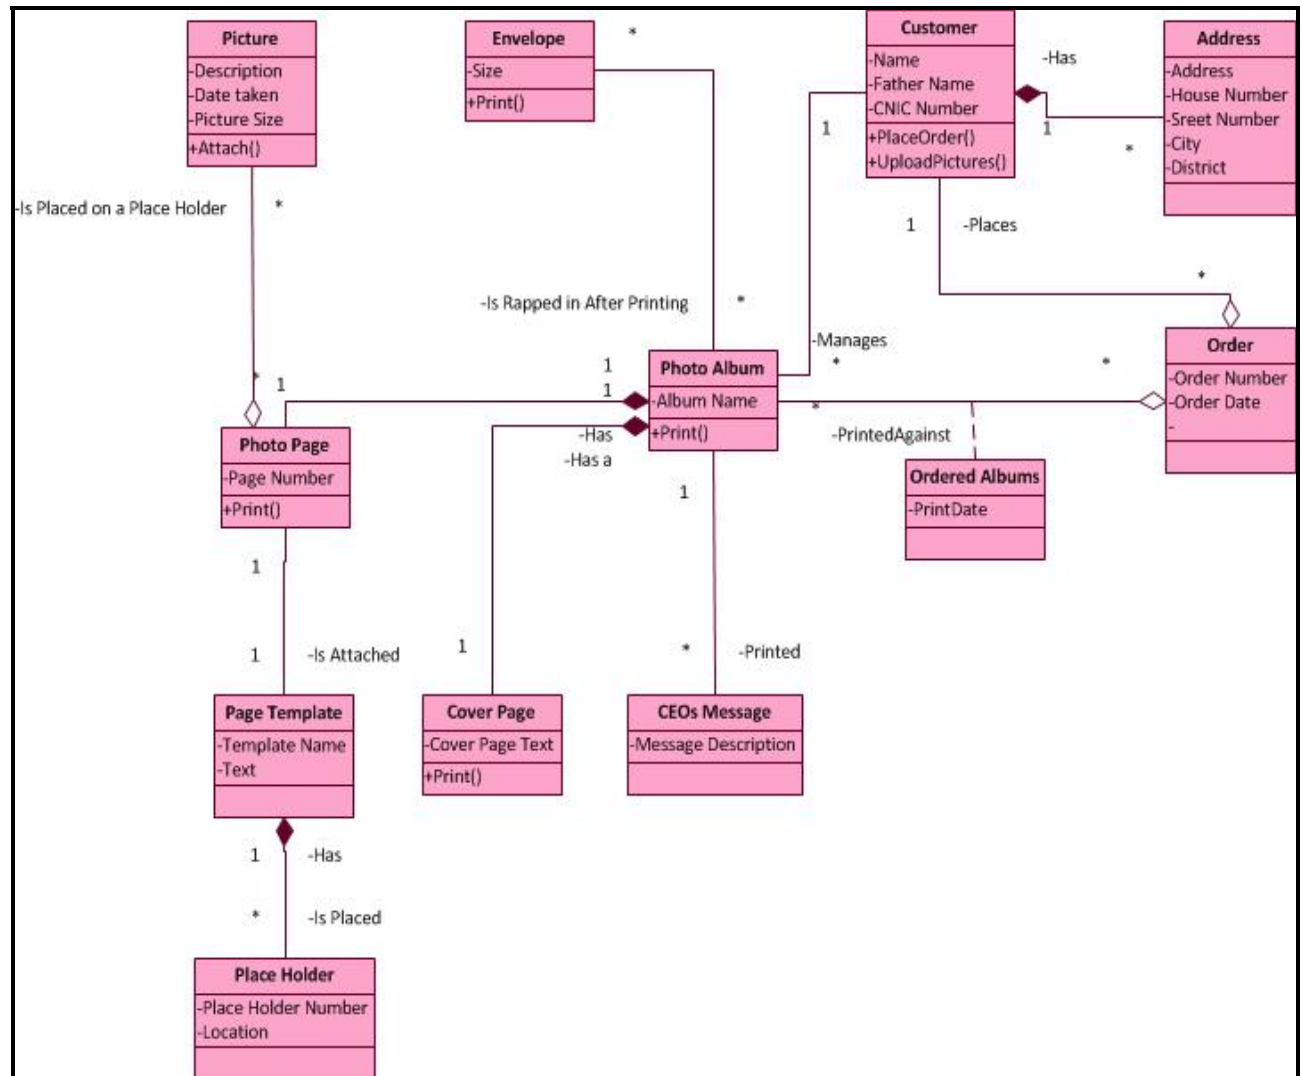 Picture
-Description
-Date taken
-Picture Size
+Attach()
Envelope
-Size
+Print()
*
Customer
-Name
-Father Name
-CNIC Number
+PlaceOrder()
+UploadPictures()
-Has
1
*
Address
-Address
-House Number
-Sreet Number
-City
-District
1
-Is Placed on a Place Holder
*
1
-Places
*
-Is Rapped in After Printing
*
-Manages
*
Order
-Order Number
-Order Date
-
*
1
1
1
*
Photo Album
-Album Name
+Print()
*
-PrintedAgainst
-Has
-Has a
Photo Page
-Page Number
+Print()
Ordered Albums
-PrintDate
1
1
1
-Is Attached
1
*
-Printed
Page Template
-Template Name
-Text
Cover Page
-Cover Page Text
+Print()
CEOs Message
-Message Description
1
-Has
*
-Is Placed
Place Holder
-Place Holder Number
-Location